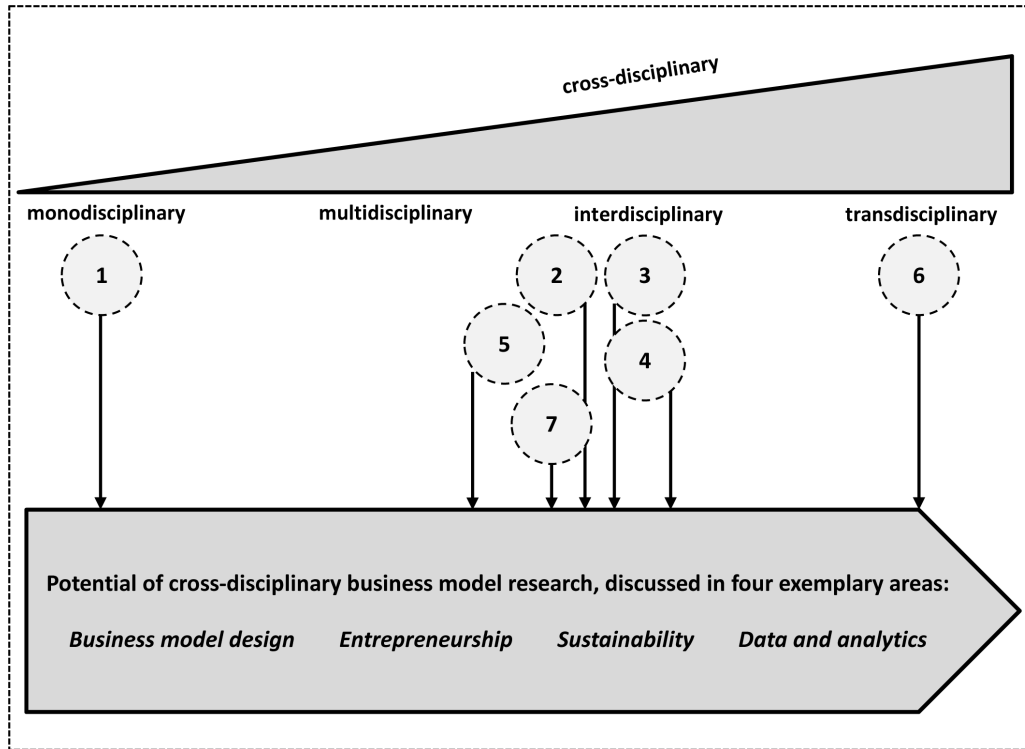 cross-disciplinary
monodisciplinary multidisciplinary interdisciplinary transdisciplinary
1 2 3 6
5 4
7
Potential of cross-disciplinary business model research, discussed in four exemplary areas:
Business model design Entrepreneurship Sustainability Data and analytics